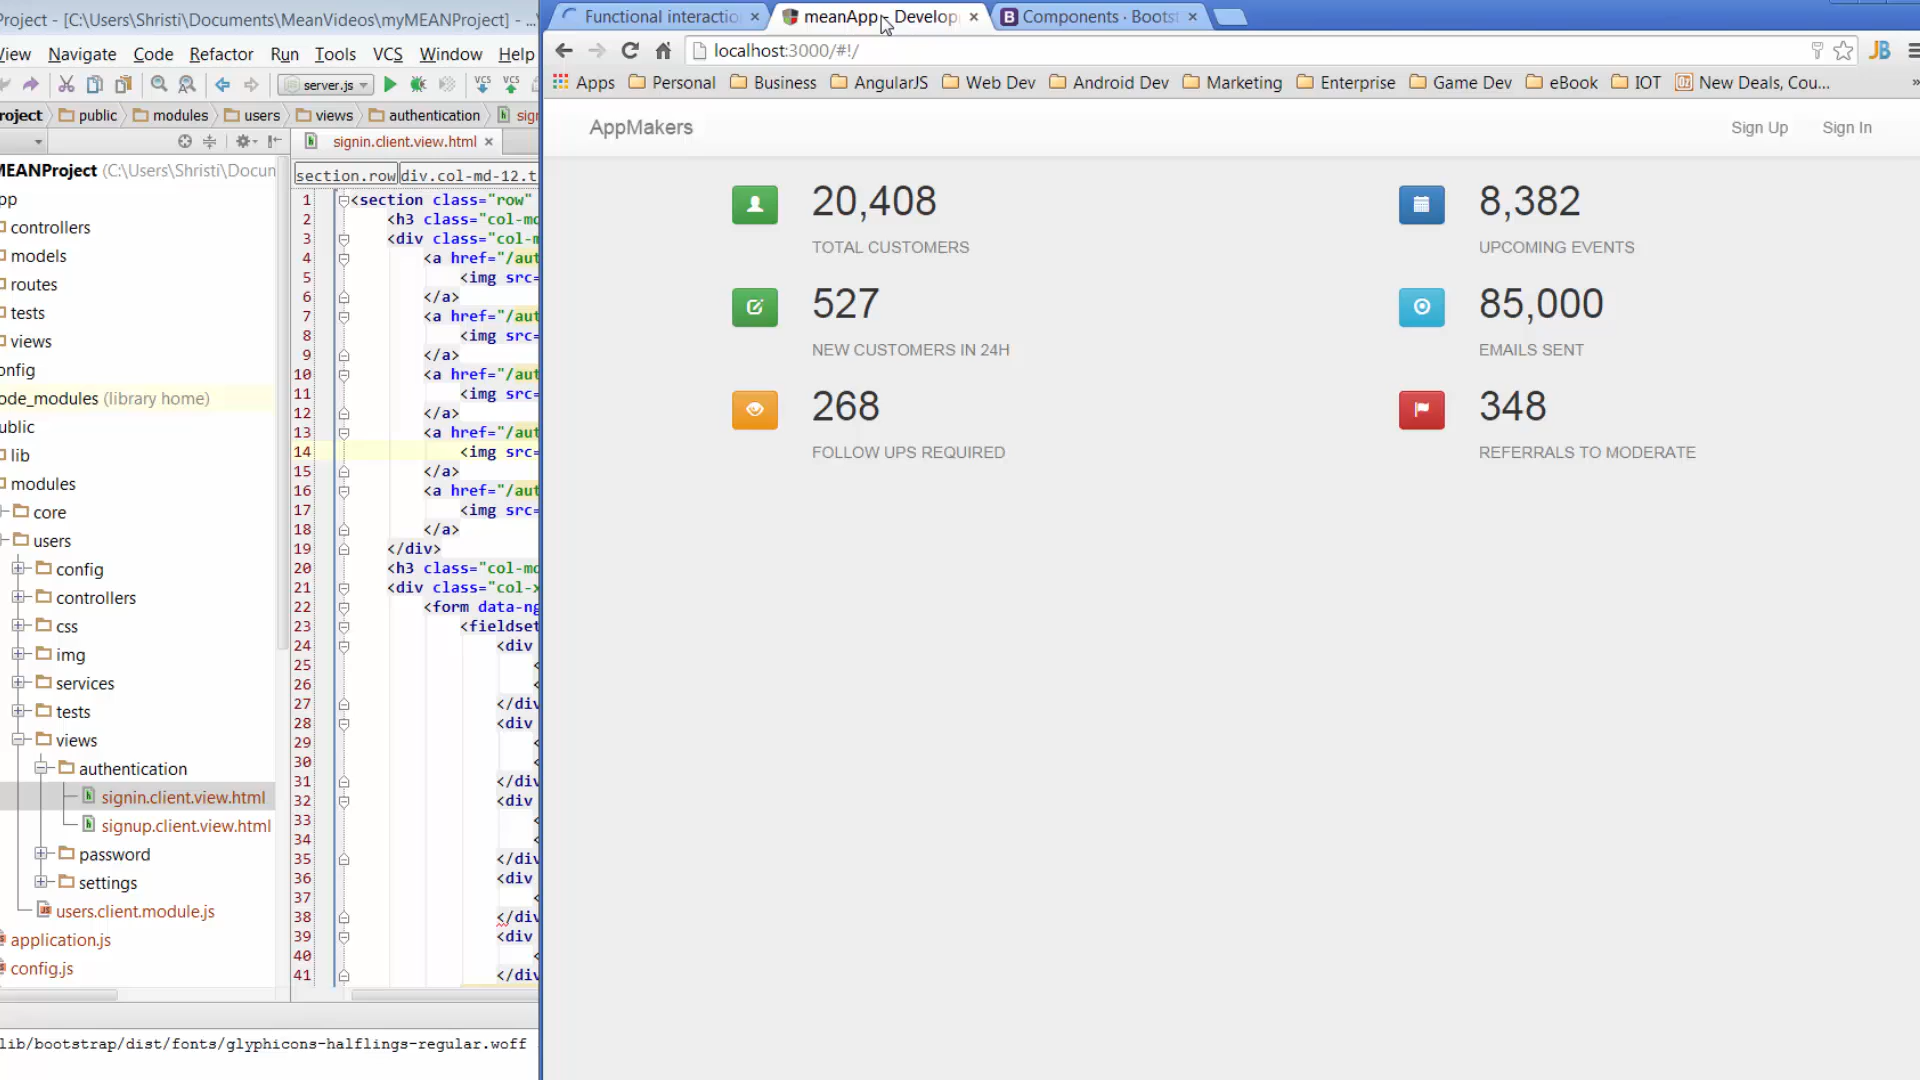 Project - [C:\Users\Shristi\Documents\MeanVideos\myMEANProject] - ...\
View Navigate Code Refactor Run Tools VCS Window Help
server.js
VCS VCS
roject public modules users views authentication sig
signin.client.view.html
MEANProject (C:\Users\Shristi\Docun
pp
controllers
models
routes
tests
views
onfig
ode_modules (library home)
ublic
lib
modules
core
users
config
controllers
css
img
services
tests
views
authentication
signin.client.view.html
signup.client.view.html
password
settings
users.client.module.js
application.js
config.js
section.row div.col-md-12.t
1 <section class="row"
2 <h3 class="col-md
3 <div class="col-m
4 <a href="/aut
5 <img src=
6 </a>
7 <a href="/aut
8 <img src=
9 </a>
10 <a href="/aut
11 <img src=
12 </a>
13 <a href="/aut
14 <img src=
15 </a>
16 <a href="/aut
17 <img src=
18 </a>
19 </div>
20 <h3 class="col-md
21 <div class="col-x
22 <form data-ng
23 <fieldset
24 <div
25 <
26 <
27 </div
28 <div
29 <
30 <
31 </div
32 <div
33 <
34 <
35 </div
36 <div
37 <
38 </div
39 <div
40 <
41 </div
lib/bootstrap/dist/fonts/glyphicons-halflings-regular.woff
Functional interactio
meanApp - Develop
B Components · Bootst
localhost:3000/#!/
JB
Apps Personal Business AngularJS Web Dev Android Dev Marketing Enterprise Game Dev eBook IOT New Deals, Cou... »
AppMakers
Sign Up Sign In
20,408
TOTAL CUSTOMERS
8,382
UPCOMING EVENTS
527
NEW CUSTOMERS IN 24H
85,000
EMAILS SENT
268
FOLLOW UPS REQUIRED
348
REFERRALS TO MODERATE